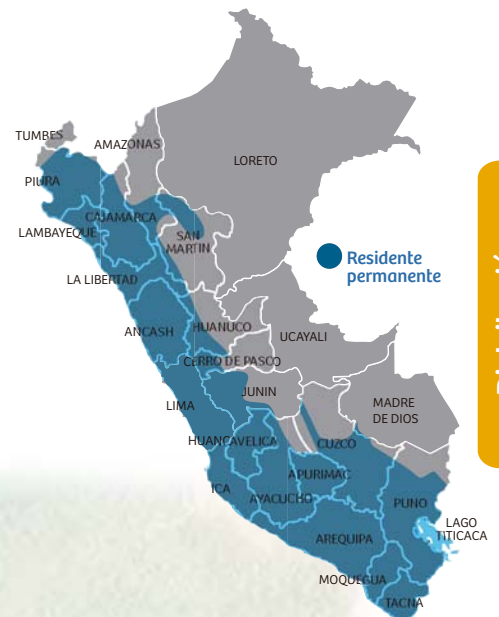 TUMBES
AMAZONAS
LORETO
PIURA
CAJAMARCA
LAMBAYEQUE
SAN
MARTIN
Residente
permanente
LA LIBERTAD
HUANUCO
ANCASH
UCAYALI
CERRO DE PASCO
JUNIN
LIMA
MADRE
DE DIOS
HUANCAVELICA
CUZCO
APURIMAC
ICA
AYACUCHO
PUNO
LAGO
TITICACA
AREQUIPA
MOQUEGUA
TACNA